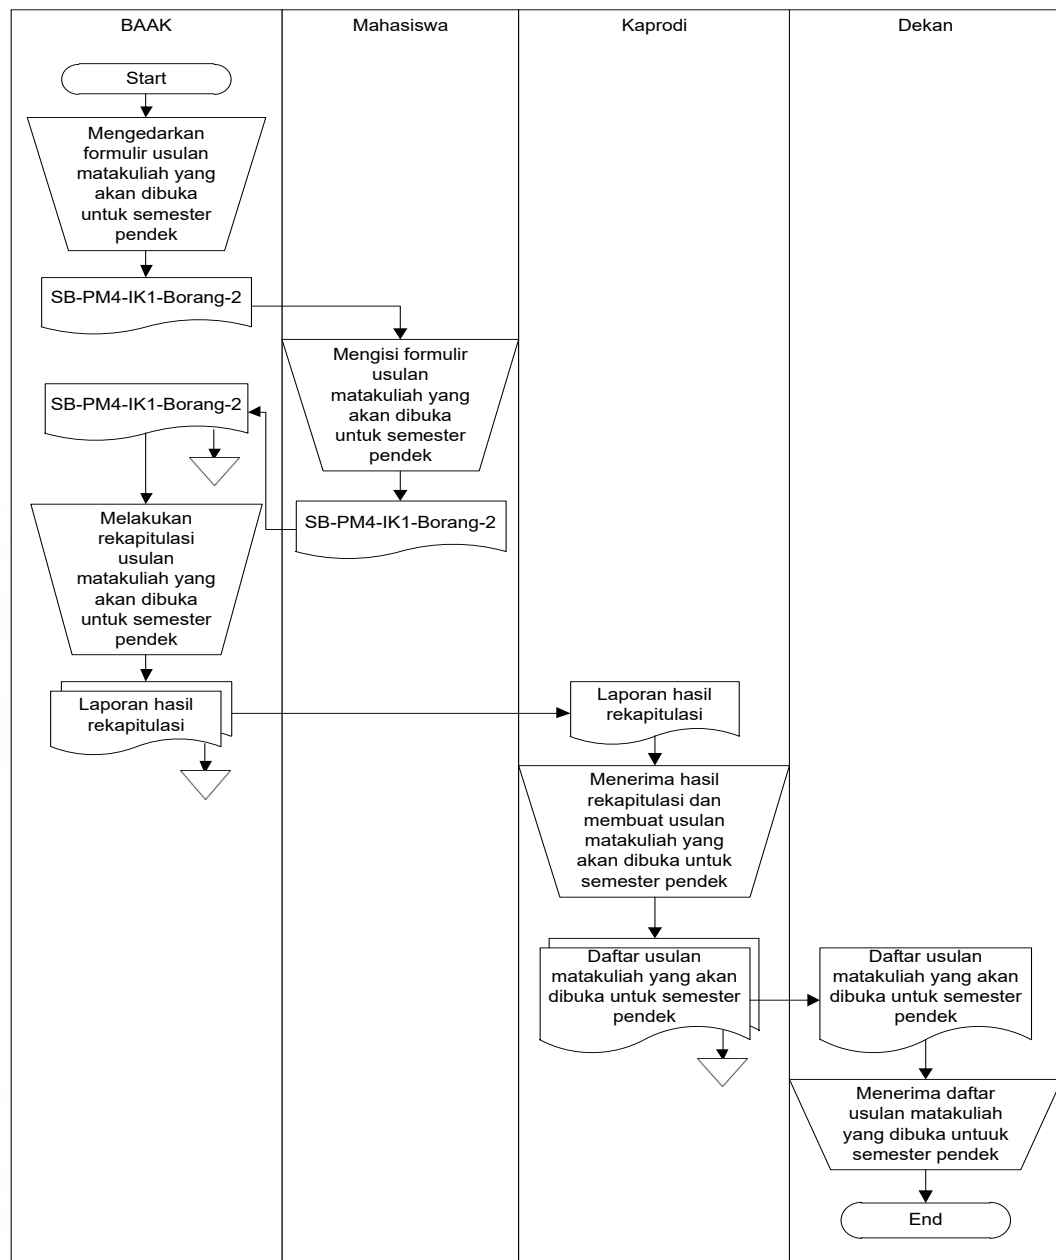 BAAK
Mahasiswa
Kaprodi
Dekan
Start
Mengedarkan
formulir usulan
matakuliah yang
akan dibuka
untuk semester
pendek
SB-PM4-IK1-Borang-2
Mengisi formulir
usulan
matakuliah yang
akan dibuka
untuk semester
pendek
SB-PM4-IK1-Borang-2
SB-PM4-IK1-Borang-2
Melakukan
rekapitulasi
usulan
matakuliah yang
akan dibuka
untuk semester
pendek
Laporan hasil
rekapitulasi
Laporan hasil
rekapitulasi
Menerima hasil
rekapitulasi dan
membuat usulan
matakuliah yang
akan dibuka untuk
semester pendek
Daftar usulan
matakuliah yang akan
dibuka untuk semester
pendek
Daftar usulan
matakuliah yang akan
dibuka untuk semester
pendek
Menerima daftar
usulan matakuliah
yang dibuka untuuk
semester pendek
End